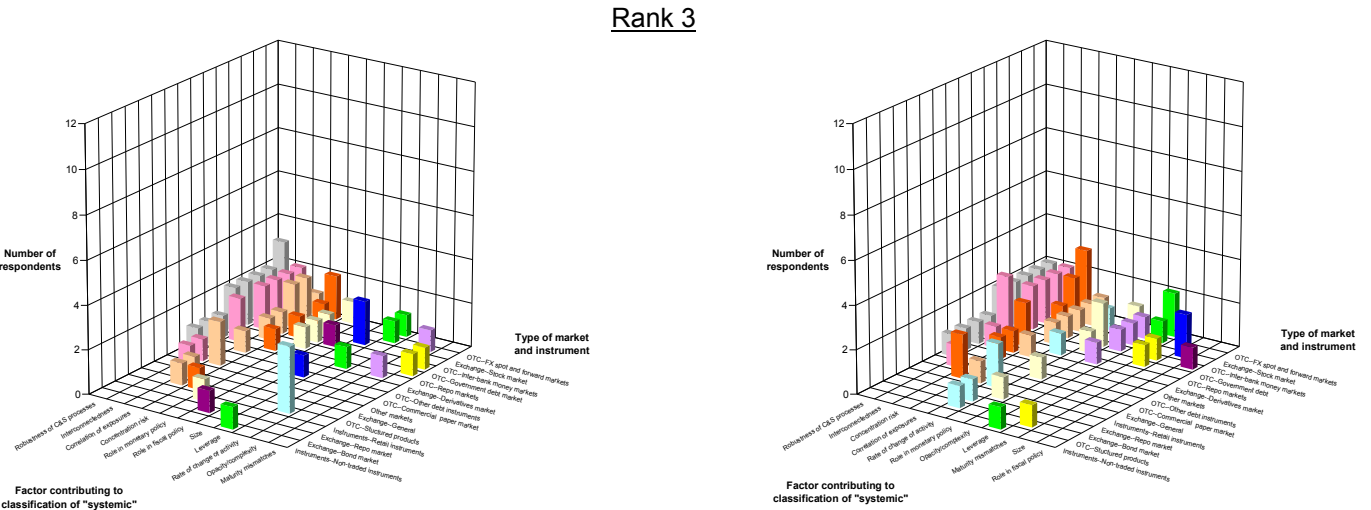 Rank 3
12
10
8
6
4
2
0
Number of
respondents
Robustness of C&S processes
Interconnectedness
Correlation of exposures
Concentration risk
Role in monetary policy
Role in fiscal policy
Size
Leverage
Rate of change of activity
Opacity/complexity
Maturity mismatches
Factor contributing to
classification of "systemic"
Type of market
and instrument
OTC--FX spot and forward markets
Exchange--Stock market
OTC--Inter-bank money markets
OTC--Government debt market
Exchange--Derivatives market
OTC--Repo markets
OTC--Other debt instruments
OTC--Commercial paper market
Other markets
Exchange--General
OTC--Stuctured products
Instruments--Retail instruments
Exchange--Repo market
Exchange--Bond market
Instruments--Non-traded instruments
12
10
8
6
4
2
0
Number of
respondents
Robustness of C&S processes
Interconnectedness
Concentration risk
Correlation of exposures
Rate of change of activity
Role in monetary policy
Opacity/complexity
Leverage
Maturity mismatches
Size
Role in fiscal policy
Factor contributing to
classification of "systemic"
Type of market
and instrument
OTC--FX spot and forward markets
Exchange--Stock market
OTC--Inter-bank money markets
OTC--Government debt
Exchange--Derivatives market
OTC--Repo markets
Other markets
OTC--Other debt instruments
OTC--Commercial paper market
Exchange--General
Instruments--Retail instruments
Exchange--Repo market
Exchange--Bond market
OTC--Stuctured products
Instruments--Non-traded instruments